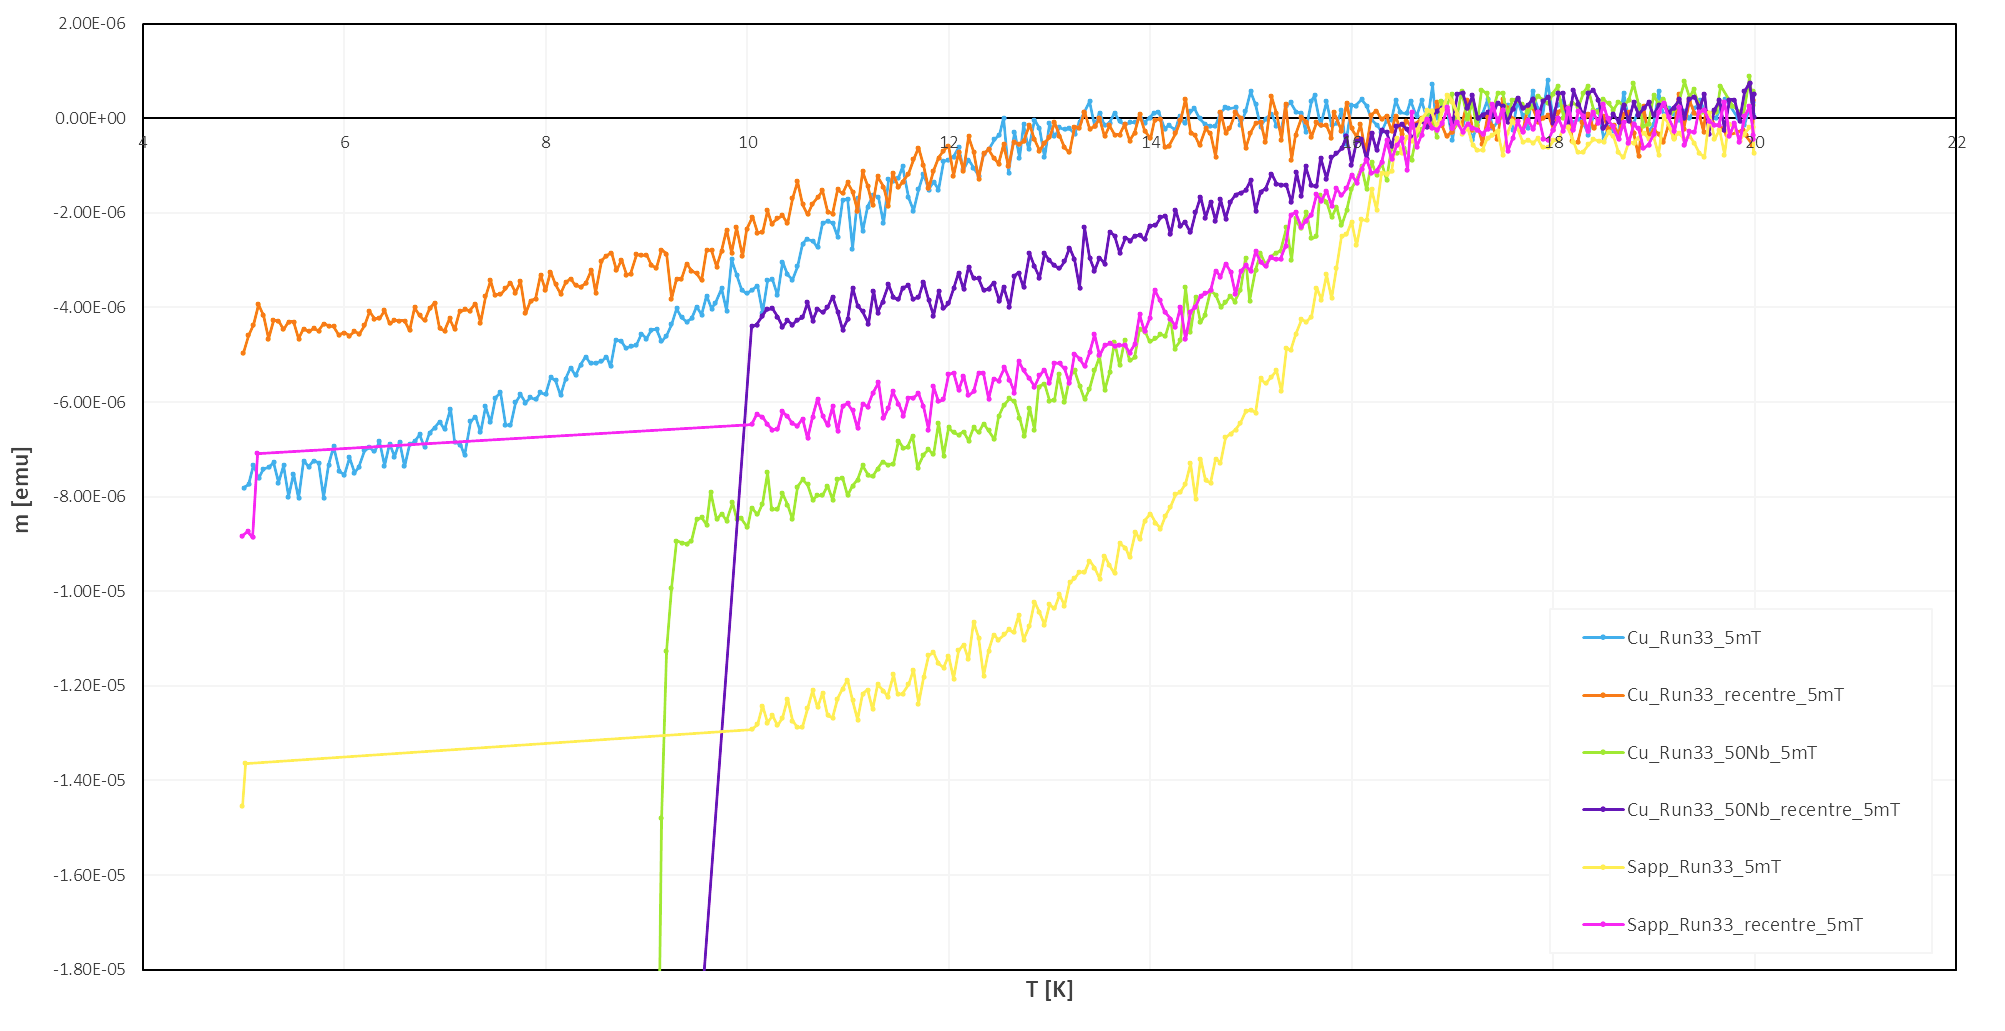 2.00E-06
0.00E+00
4 6 8 10 12 14 16 18 20 22
-2.00E-06
-4.00E-06
-6.00E-06
-8.00E-06
-1.00E-05
-1.20E-05
-1.40E-05
-1.60E-05
-1.80E-05
m [emu]
T [K]
Cu_Run33_5mT
Cu_Run33_recentre_5mT
Cu_Run33_50Nb_5mT
Cu_Run33_50Nb_recentre_5mT
Sapp_Run33_5mT
Sapp_Run33_recentre_5mT